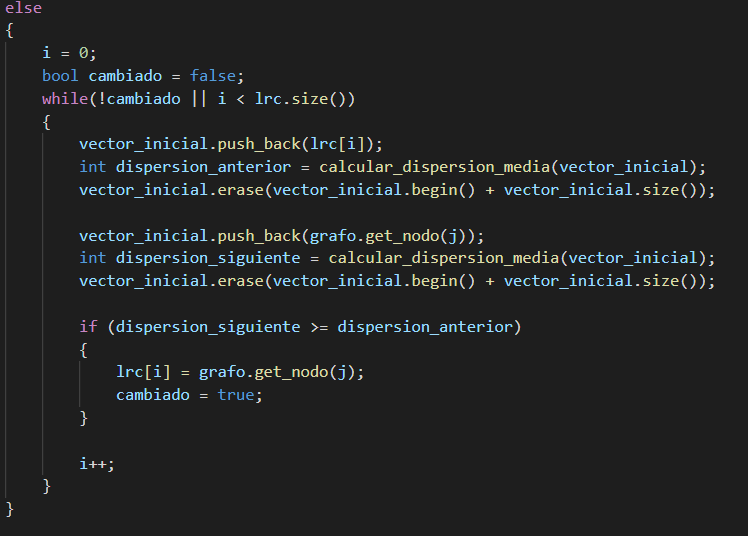 else
{
    i = 0;
    bool cambiado = false;
    while(!cambiado || i < lrc.size())
    {
        vector_inicial.push_back(lrc[i]);
        int dispersion_anterior = calcular_dispersion_media(vector_inicial);
        vector_inicial.erase(vector_inicial.begin() + vector_inicial.size());

        vector_inicial.push_back(grafo.get_nodo(j));
        int dispersion_siguiente = calcular_dispersion_media(vector_inicial);
        vector_inicial.erase(vector_inicial.begin() + vector_inicial.size());

        if (dispersion_siguiente >= dispersion_anterior)
        {
            lrc[i] = grafo.get_nodo(j);
            cambiado = true;
        }

        i++;
    }
}